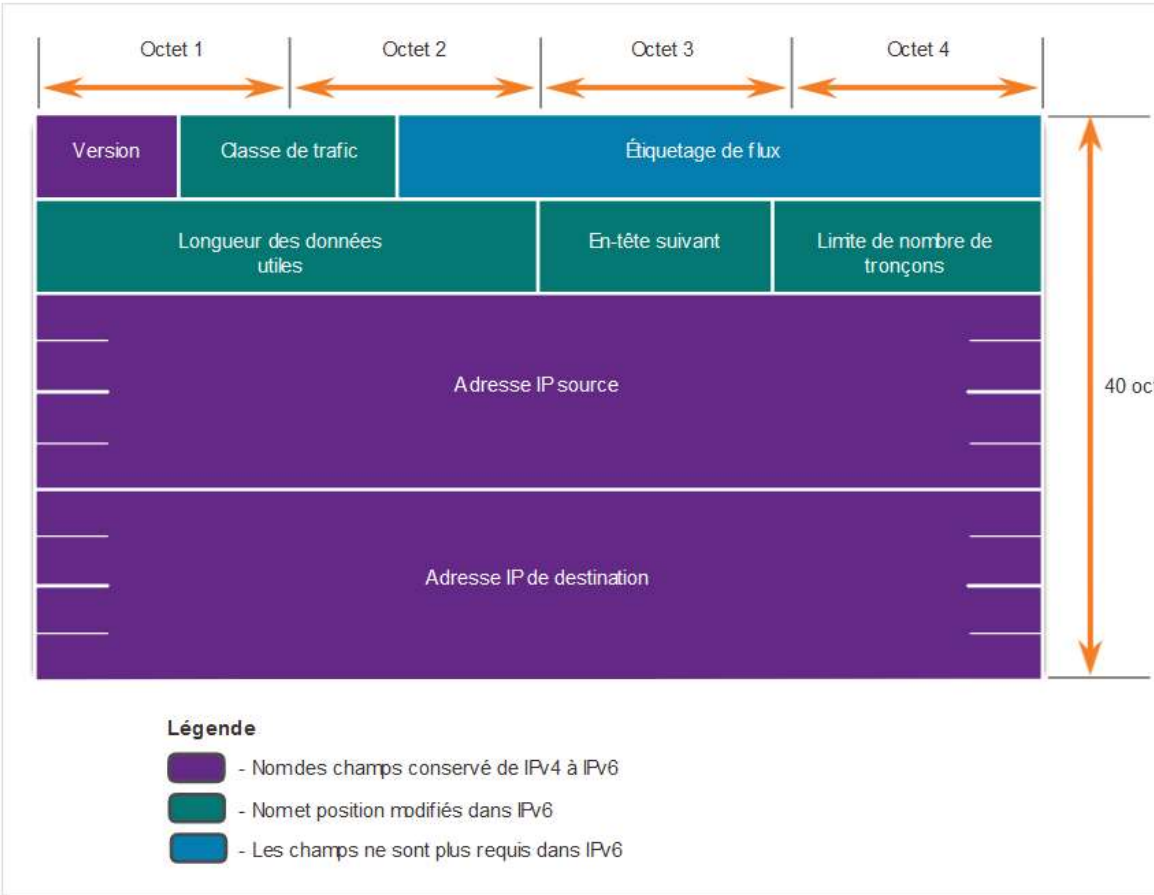 Octet 1 Octet 2 Octet 3 Octet 4
Version Classe de trafic Étiquetage de flux
Longueur des données
utiles
En-tête suivant
Limite de nombre de
tronçons
Adresse IP source
40 oct
Adresse IP de destination
Légende
- Nom des champs conservé de IPv4 à IPv6
- Nom et position modifiés dans IPv6
- Les champs ne sont plus requis dans IPv6